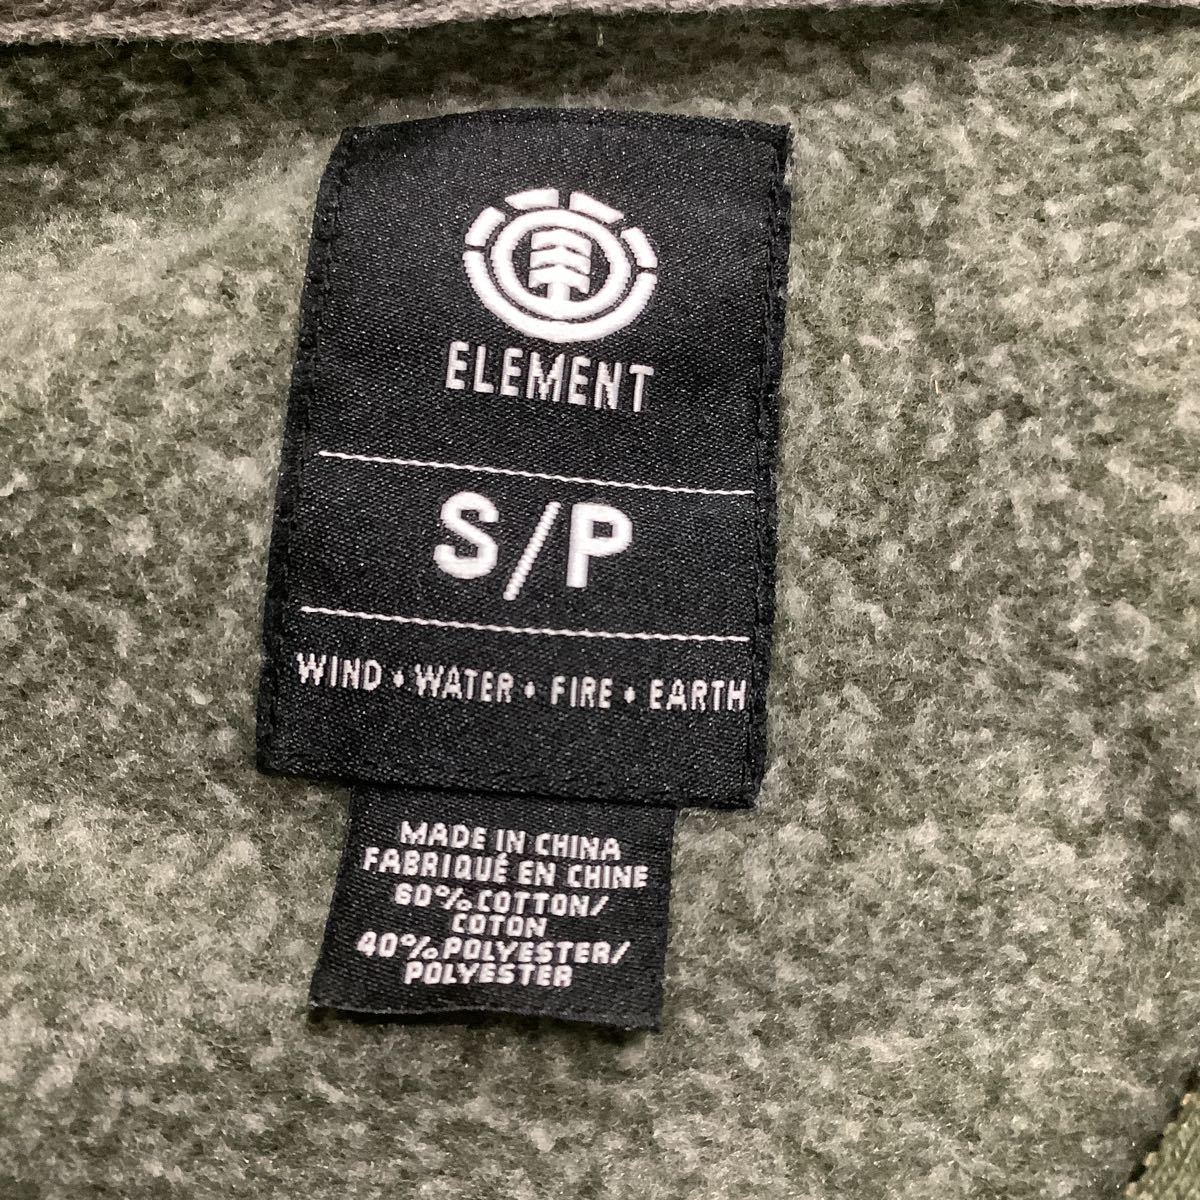 ELEMENT
S/P
WIND • WATER • FIRE • EARTH
MADE IN CHINA
FABRIQUÉ EN CHINE
60% COTTON/
COTON
40% POLYESTER/
POLYESTER